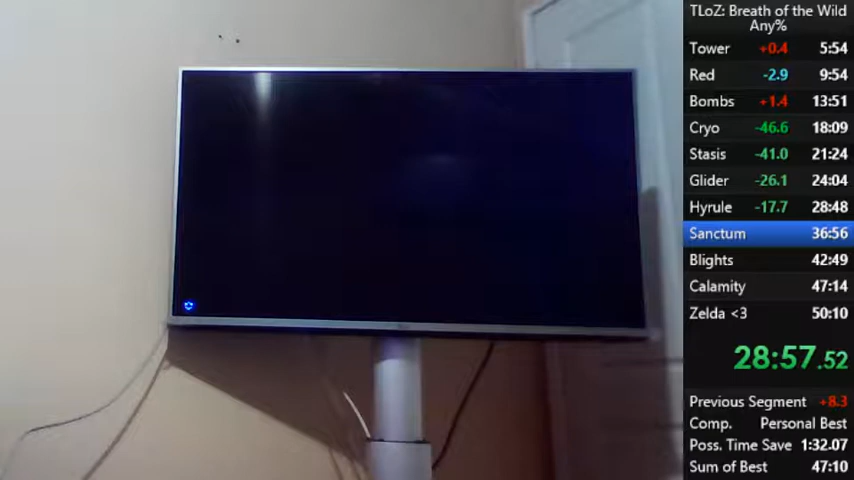 TLoZ: Breath of the Wild
Any%
Tower +0.4 5:54
Red -2.9 9:54
Bombs +1.4 13:51
Cryo -46.6 18:09
Stasis -41.0 21:24
Glider -26.1 24:04
Hyrule -17.7 28:48
Sanctum 36:56
Blights 42:49
Calamity 47:14
Zelda <3 50:10
28:57.52
Previous Segment +8.3
Comp. Personal Best
Poss. Time Save 1:32.07
Sum of Best 47:10